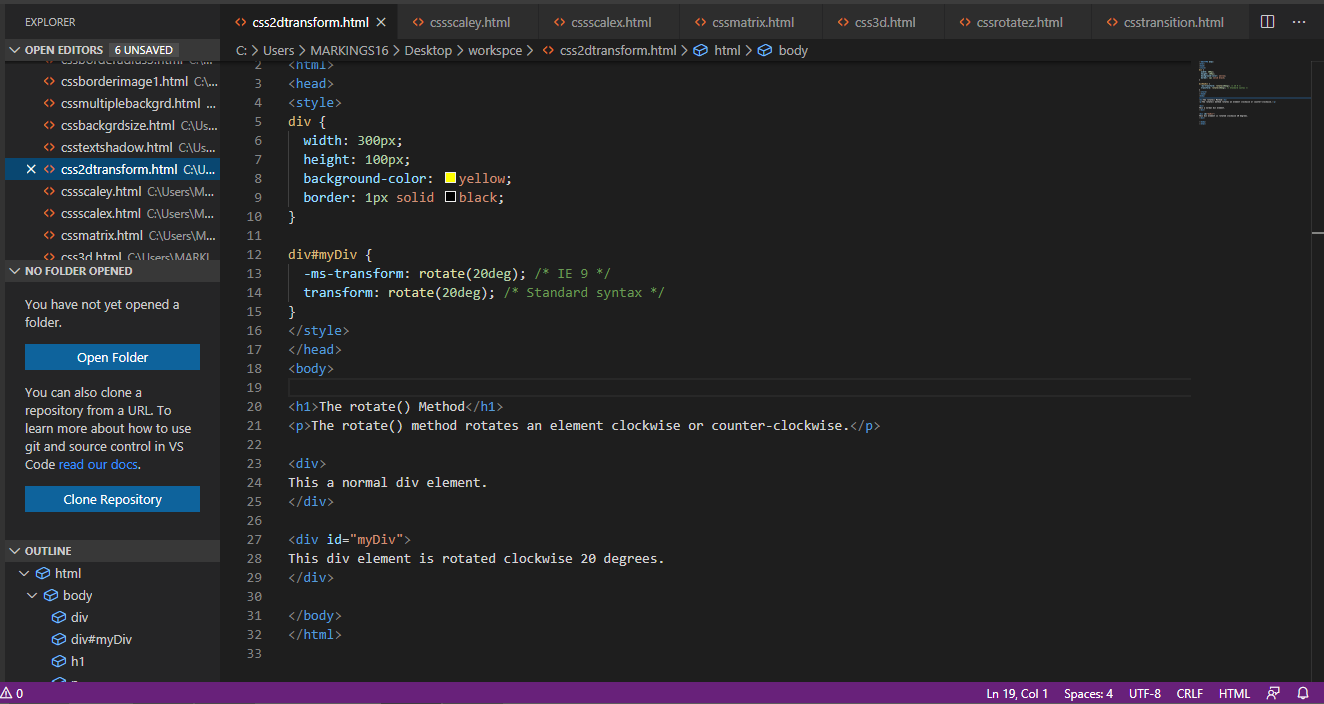 EXPLORER
css2dtransform.html
cssscaley.html
cssscalex.html
cssmatrix.html
css3d.html
cssrotatez.html
csstransition.html
...
OPEN EDITORS 6 UNSAVED
C: > Users > MARKINGS16 > Desktop > workspce > css2dtransform.html > html > body
cssborderimage1.html C:\...
cssmultiplebackgrd.html ...
cssbackgrdsize.html C:\Us...
csstextshadow.html C:\Us...
css2dtransform.html C:\U...
cssscaley.html C:\Users\M...
cssscalex.html C:\Users\M...
cssmatrix.html C:\Users\M...
css3d.html C:\Users\MARKI...
NO FOLDER OPENED
You have not yet opened a
folder.
Open Folder
You can also clone a
repository from a URL. To
learn more about how to use
git and source control in VS
Code read our docs.
Clone Repository
OUTLINE
html
body
div
div#myDiv
h1
2 <html>
3 <head>
4 <style>
5 div {
6 width: 300px;
7 height: 100px;
8 background-color: yellow;
9 border: 1px solid black;
10 }
11
12 div#myDiv {
13 -ms-transform: rotate(20deg); /* IE 9 */
14 transform: rotate(20deg); /* Standard syntax */
15 }
16 </style>
17 </head>
18 <body>
19
20 <h1>The rotate() Method</h1>
21 <p>The rotate() method rotates an element clockwise or counter-clockwise.</p>
22
23 <div>
24 This a normal div element.
25 </div>
26
27 <div id="myDiv">
28 This div element is rotated clockwise 20 degrees.
29 </div>
30
31 </body>
32 </html>
33
0
Ln 19, Col 1 Spaces: 4 UTF-8 CRLF HTML